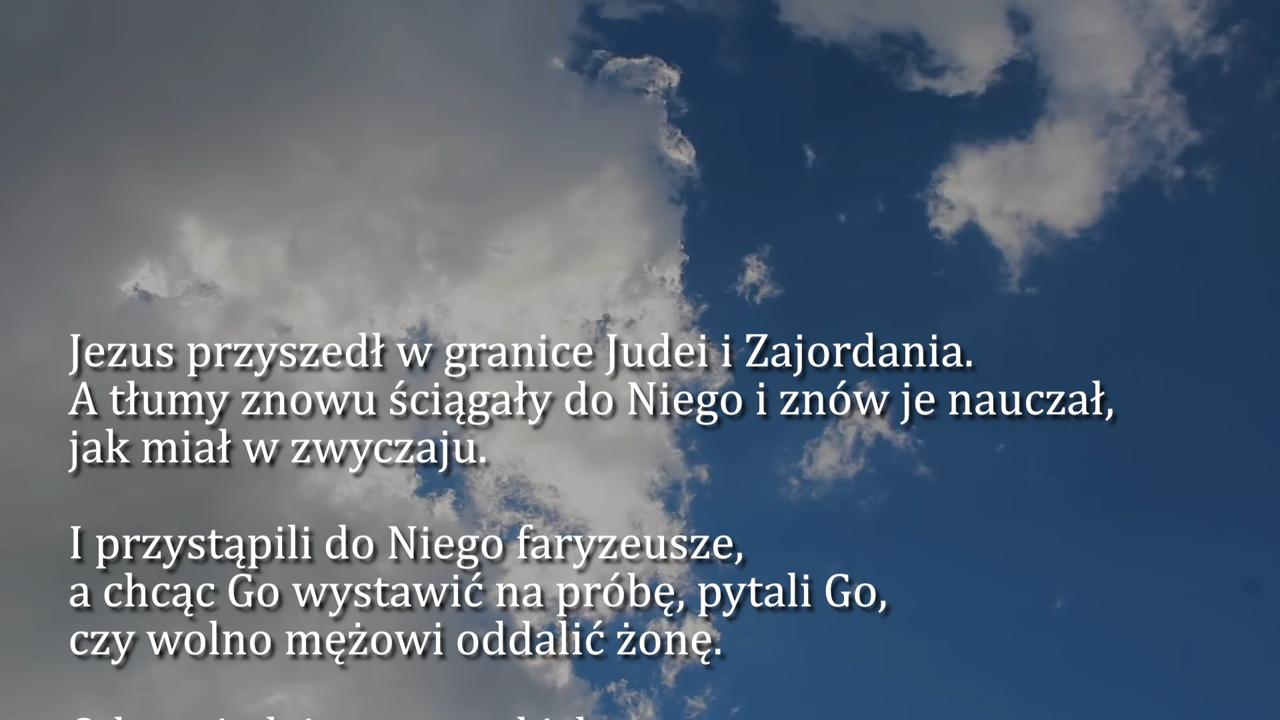 Jezus przyszedł w granice Judei i Zajordania.
A tłumy znowu ściągały do Niego i znów je nauczał,
jak miał w zwyczaju.
I przystąpili do Niego faryzeusze,
a chcąc Go wystawić na próbę, pytali Go,
czy wolno mężowi oddalić żonę.